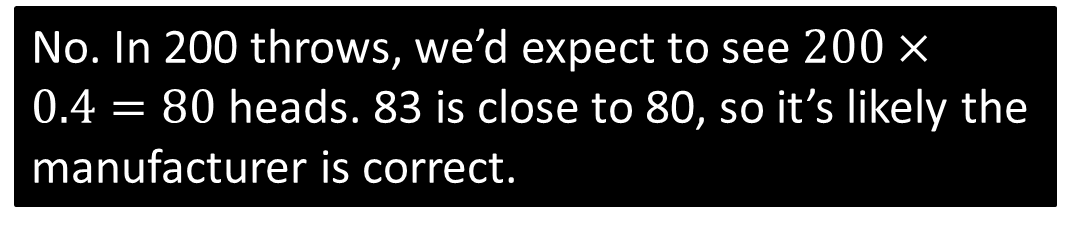 No. In 200 throws, we’d expect to see 200 ×
0.4 = 80 heads. 83 is close to 80, so it’s likely the
manufacturer is correct.